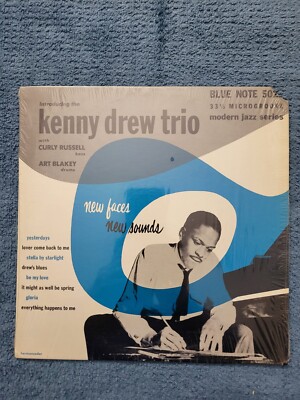 introducing the
kenny drew trio
with
CURLY RUSSELL
bass
ART BLAKEY
drums
BLUE NOTE 502
33⅓ MICROGROOVE
modern jazz series
new faces
new sounds
yesterdays
lover come back to me
stella by starlight
drew's blues
be my love
it might as well be spring
gloria
everything happens to me